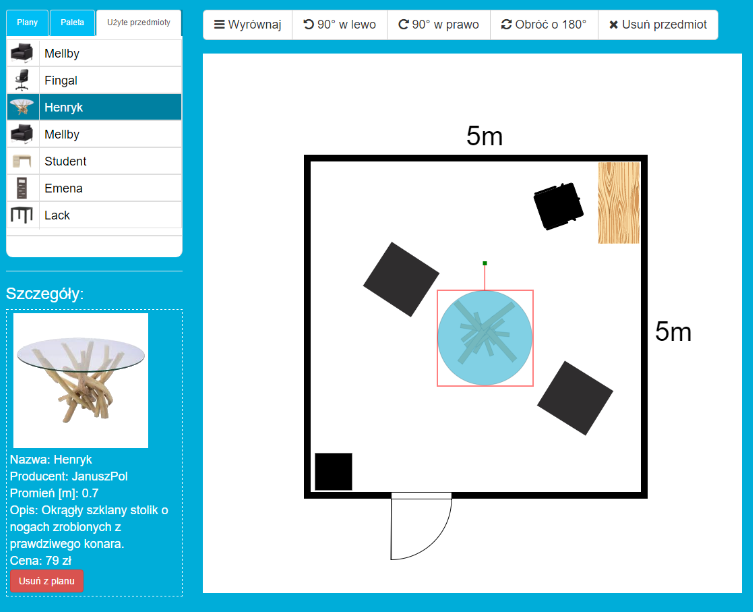 Plany Paleta Użyte przedmioty
Wyrównaj 90° w lewo 90° w prawo Obróć o 180° Usuń przedmiot
Mellby
Fingal
Henryk
Mellby
Student
Emena
Lack
Szczegóły:
Nazwa: Henryk
Producent: JanuszPol
Promień [m]: 0.7
Opis: Okrągły szklany stolik o
nogach zrobionych z
prawdziwego konara.
Cena: 79 zł
Usuń z planu
5m
5m